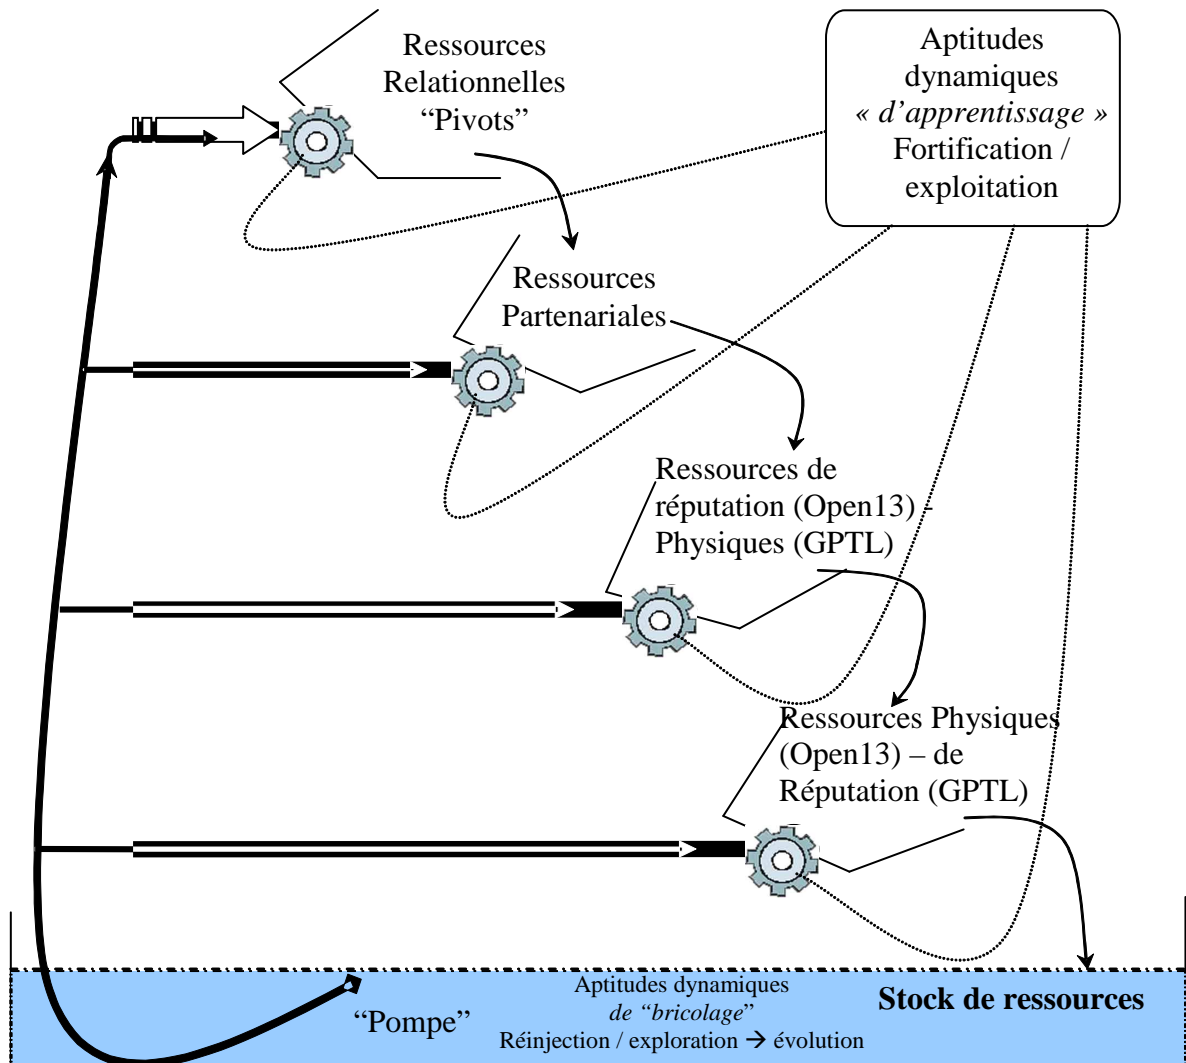 Ressources
Relationnelles
“Pivots”
Aptitudes
dynamiques
« d’apprentissage »
Fortification /
exploitation
Ressources
Partenariales
Ressources de
réputation (Open13) -
Physiques (GPTL)
Ressources Physiques
(Open13) – de
Réputation (GPTL)
“Pompe”
Aptitudes dynamiques
de “bricolage”
Réinjection / exploration → évolution
Stock de ressources